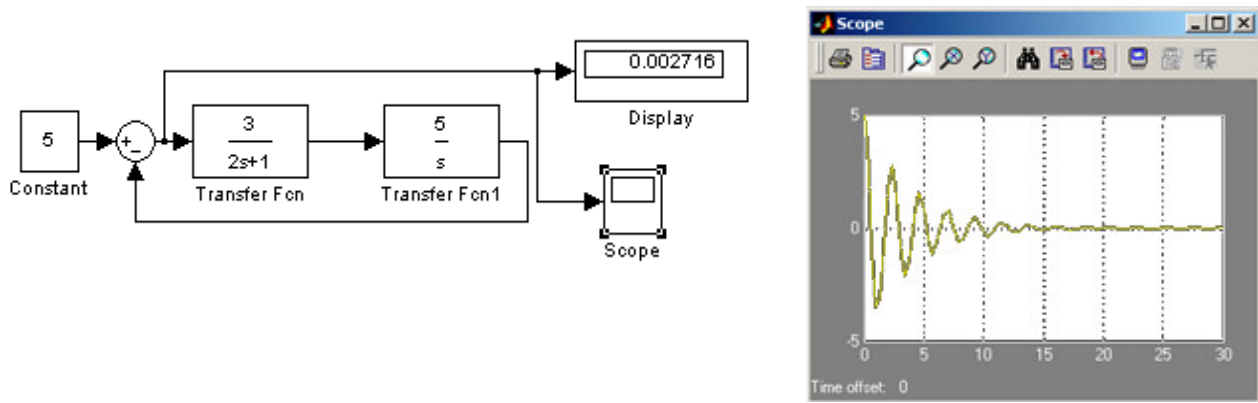 5
Constant
+
−
3
2s+1
Transfer Fcn
5
s
Transfer Fcn1
0.002716
Display
Scope
Scope
5
0
-5
0 5 10 15 20 25 30
Time offset: 0